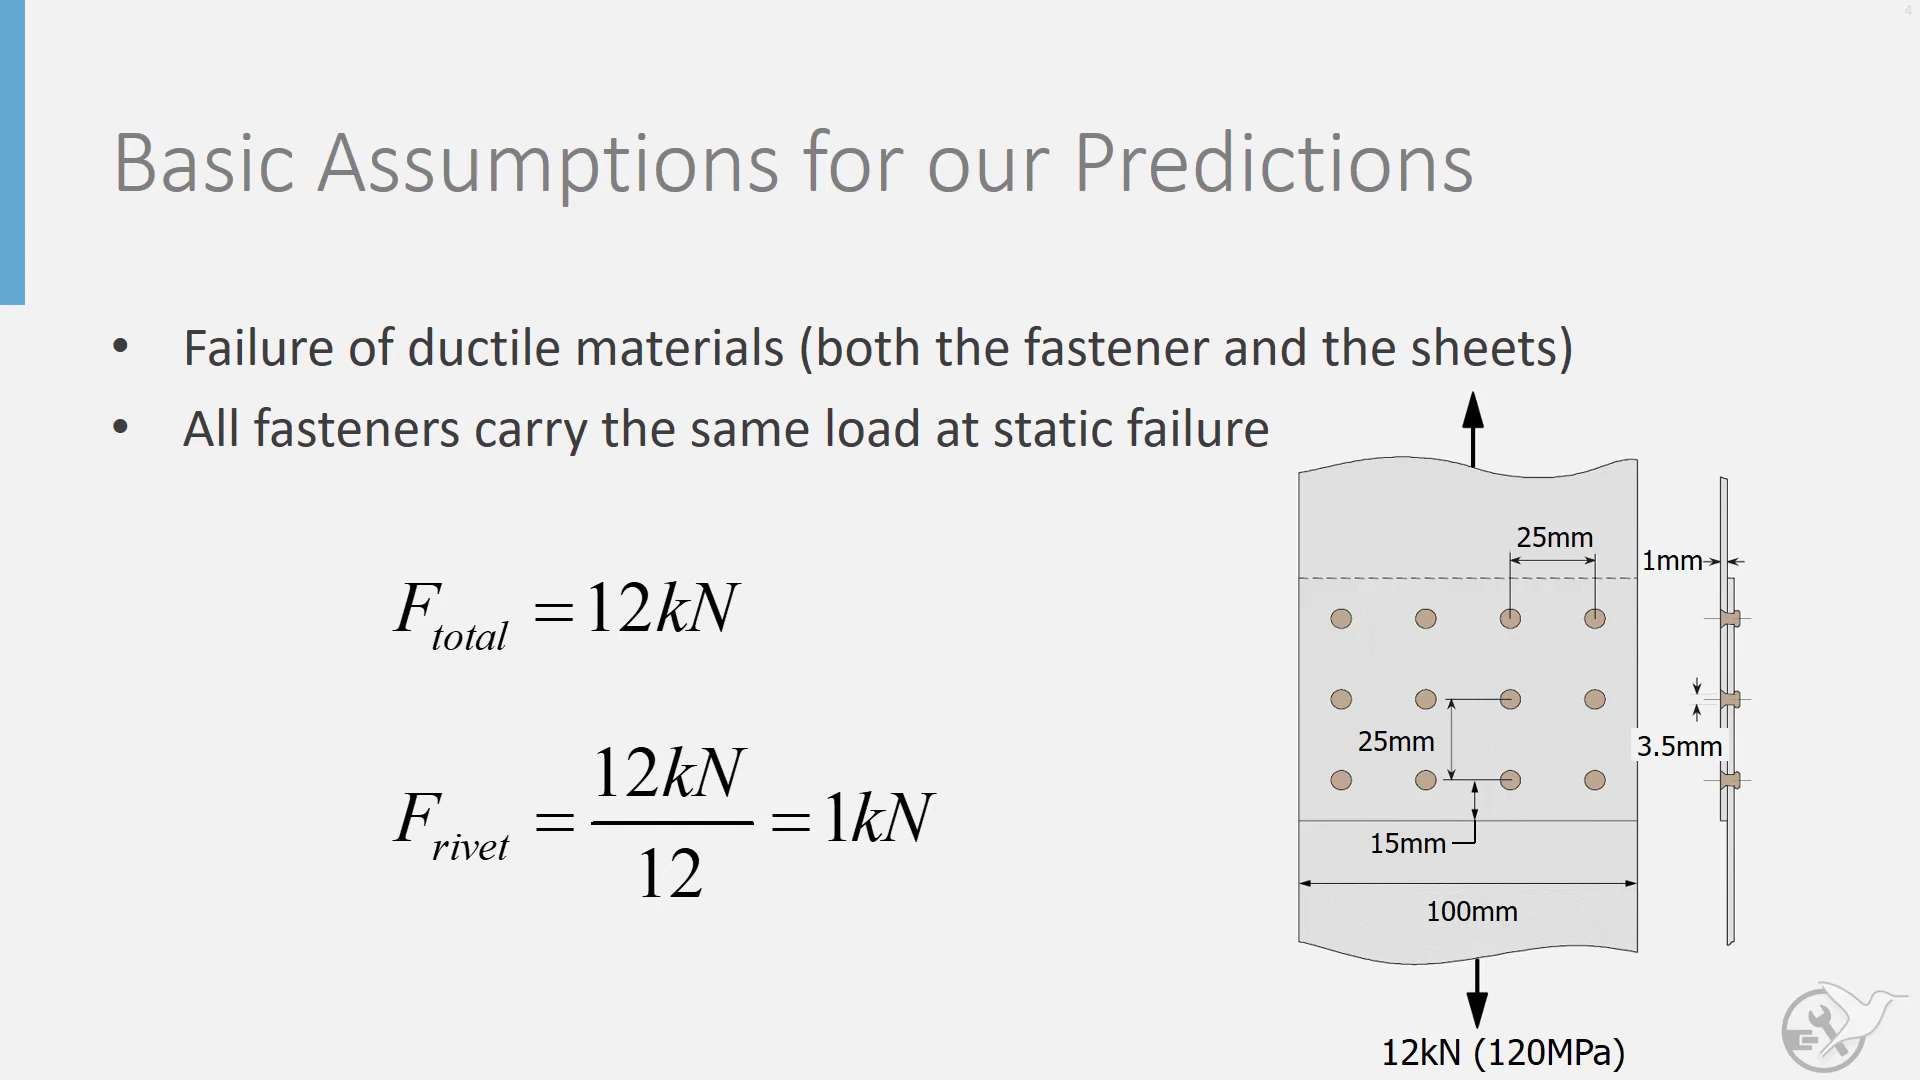 4
Basic Assumptions for our Predictions
• Failure of ductile materials (both the fastener and the sheets)
• All fasteners carry the same load at static failure
F_total = 12kN
F_rivet = 12kN / 12 = 1kN
25mm
1mm
25mm
3.5mm
15mm
100mm
12kN (120MPa)